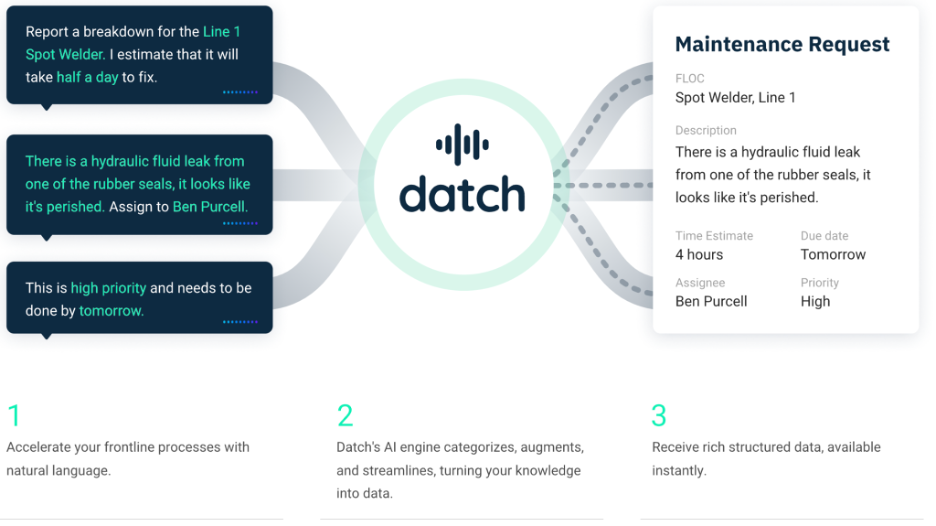 Report a breakdown for the Line 1
Spot Welder. I estimate that it will
take half a day to fix.
There is a hydraulic fluid leak from
one of the rubber seals, it looks like
it's perished. Assign to Ben Purcell.
This is high priority and needs to be
done by tomorrow.
datch
Maintenance Request
FLOC
Spot Welder, Line 1
Description
There is a hydraulic fluid leak
from one of the rubber seals, it
looks like it's perished.
Time Estimate Due date
4 hours Tomorrow
Assignee Priority
Ben Purcell High
1
Accelerate your frontline processes with
natural language.
2
Datch's AI engine categorizes, augments,
and streamlines, turning your knowledge
into data.
3
Receive rich structured data, available
instantly.